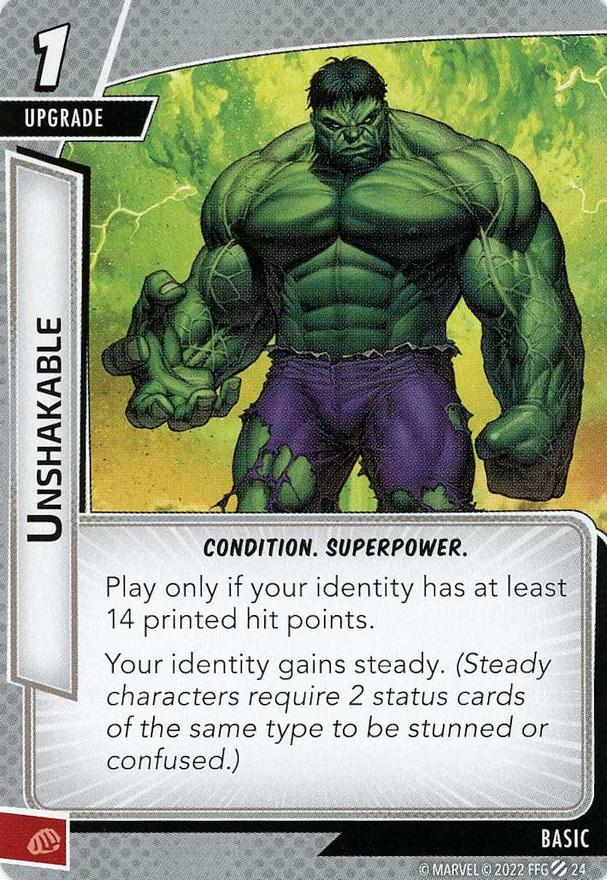 1
UPGRADE
UNSHAKABLE
CONDITION. SUPERPOWER.
Play only if your identity has at least
14 printed hit points.
Your identity gains steady. (Steady
characters require 2 status cards
of the same type to be stunned or
confused.)
BASIC
© MARVEL © 2022 FFG 24